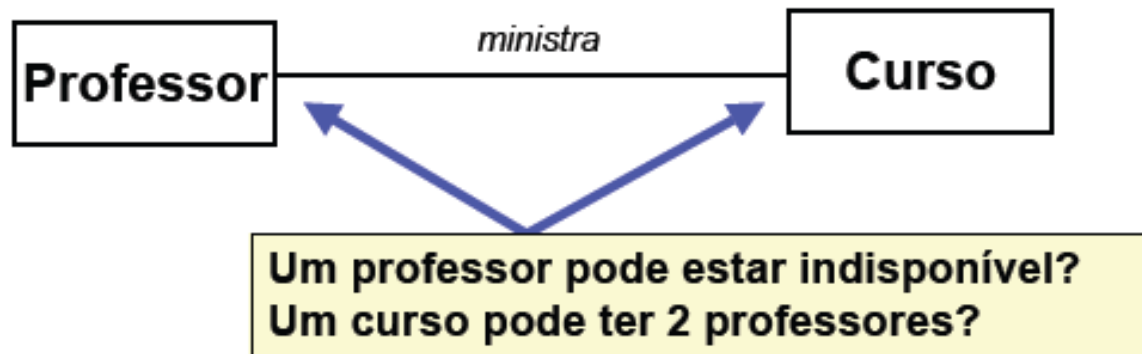 ministra
Professor
Curso
Um professor pode estar indisponível?
Um curso pode ter 2 professores?